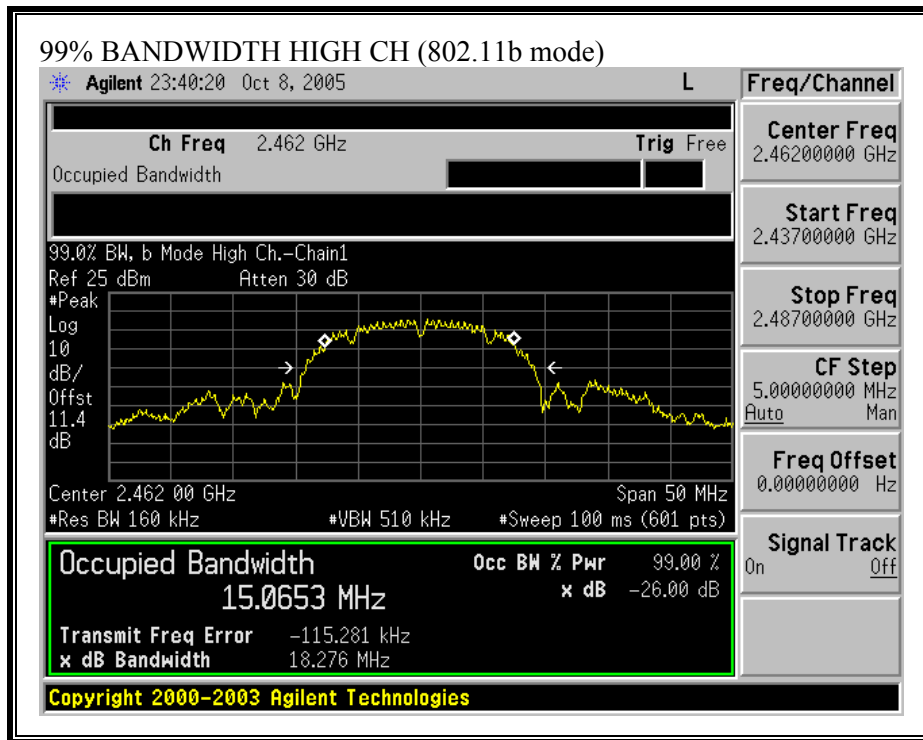 99% BANDWIDTH HIGH CH (802.11b mode)
Agilent 23:40:20 Oct 8, 2005 L
Ch Freq 2.462 GHz Trig Free
Occupied Bandwidth
99.0% BW, b Mode High Ch.-Chain1
Ref 25 dBm Atten 30 dB
#Peak
Log
10
dB/
Offst
11.4
dB
Center 2.462 00 GHz Span 50 MHz
#Res BW 160 kHz #VBW 510 kHz #Sweep 100 ms (601 pts)
Occupied Bandwidth Occ BW % Pwr 99.00 %
15.0653 MHz x dB -26.00 dB
Transmit Freq Error -115.281 kHz
x dB Bandwidth 18.276 MHz
Copyright 2000-2003 Agilent Technologies
Freq/Channel
Center Freq
2.46200000 GHz
Start Freq
2.43700000 GHz
Stop Freq
2.48700000 GHz
CF Step
5.00000000 MHz
Auto Man
Freq Offset
0.00000000 Hz
Signal Track
On Off